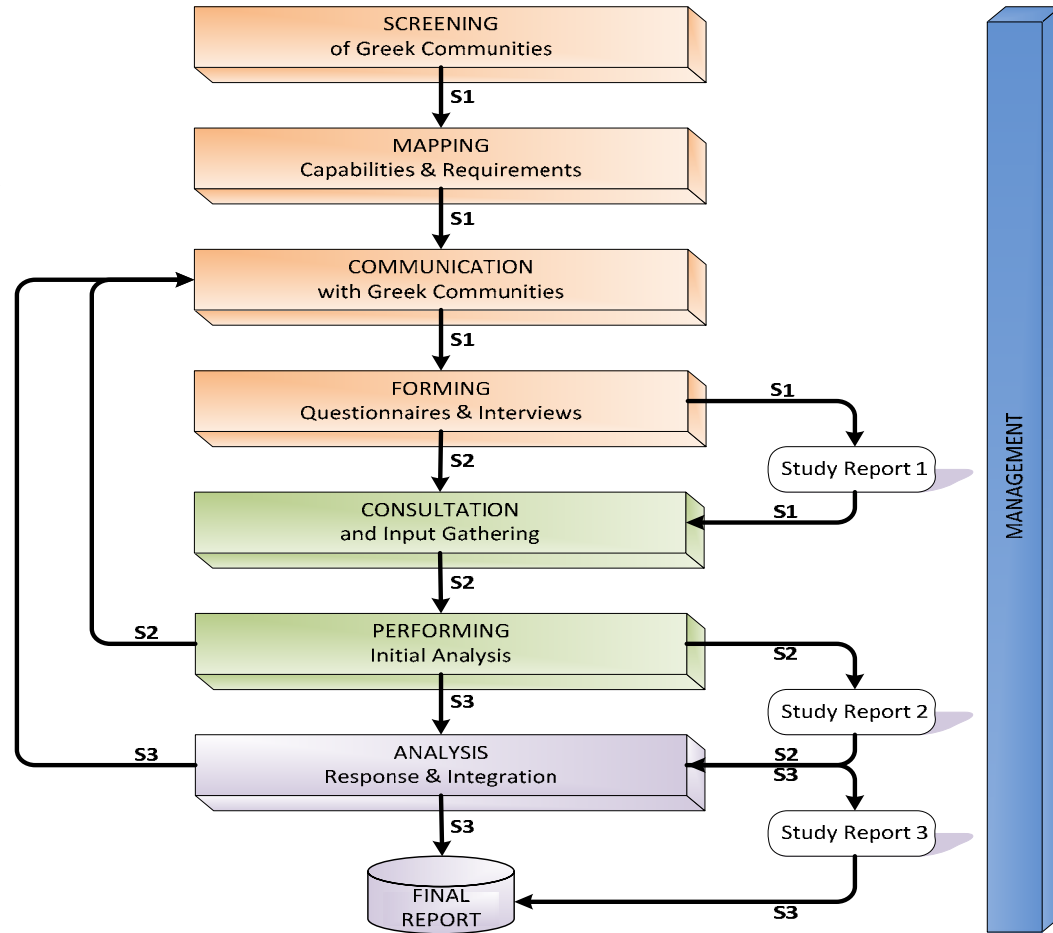 SCREENING
of Greek Communities
S1
MAPPING
Capabilities & Requirements
S1
COMMUNICATION
with Greek Communities
S1
FORMING
Questionnaires & Interviews
S1
S2
Study Report 1
S1
CONSULTATION
and Input Gathering
S2
PERFORMING
Initial Analysis
S2
S2
S3
Study Report 2
ANALYSIS
Response & Integration
S3
S2
S3
S3
Study Report 3
FINAL
REPORT
S3
MANAGEMENT